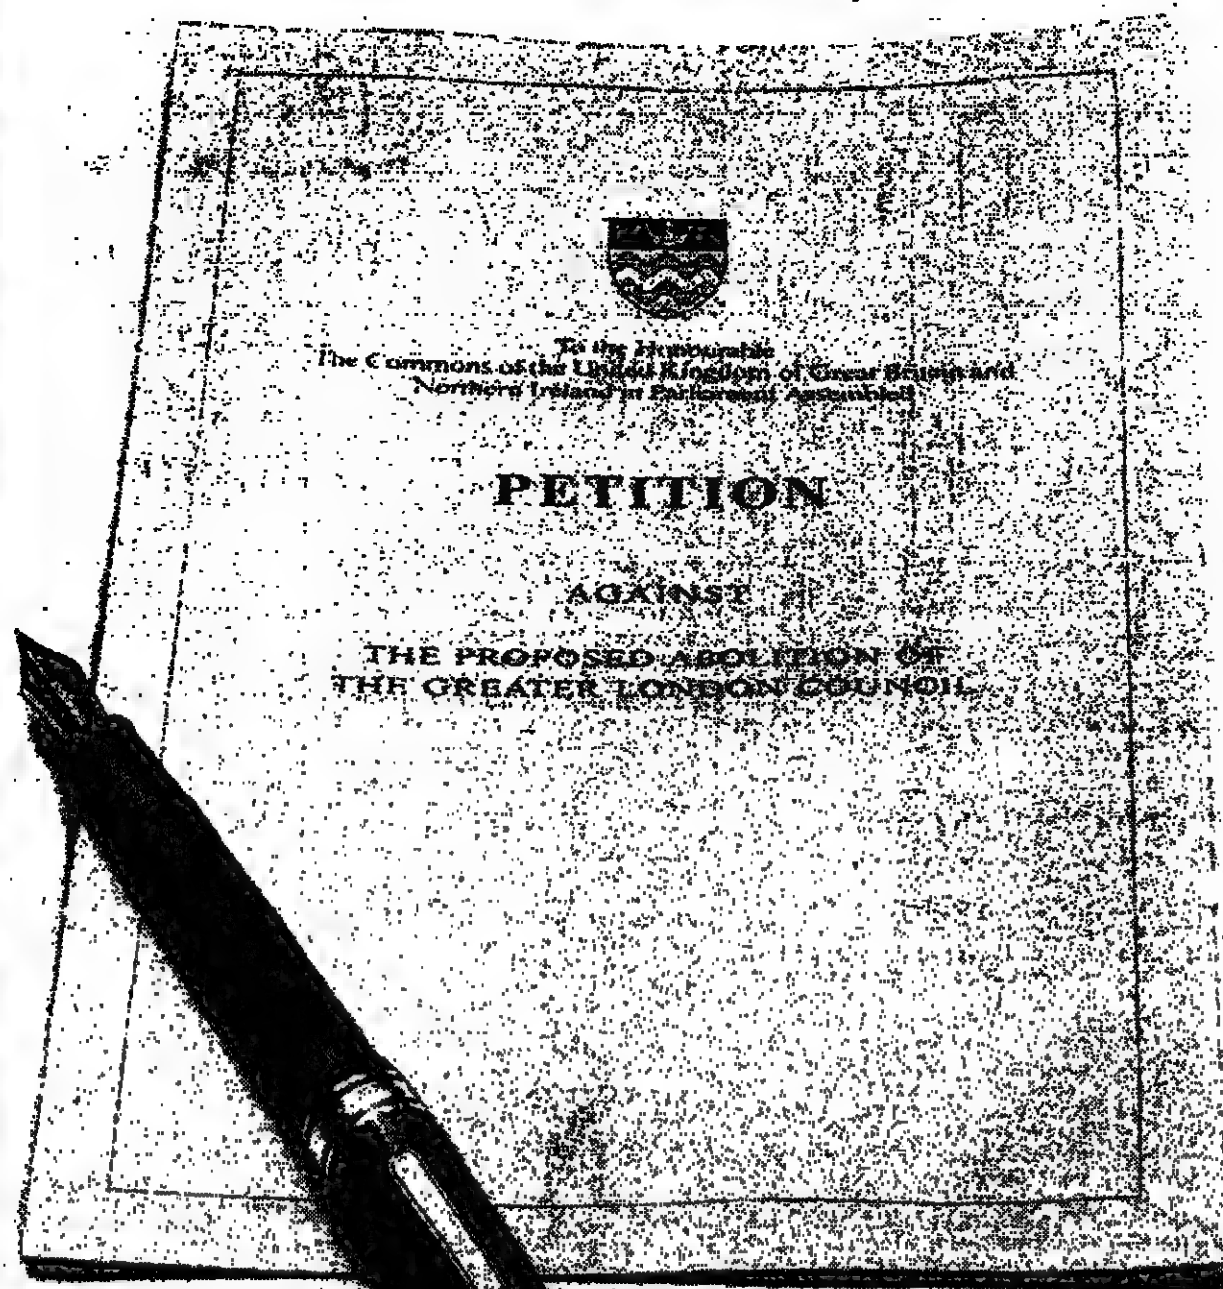 To the Honourable
The Commons of the United Kingdom of Great Britain and
Northern Ireland in Parliament Assembled
PETITION
AGAINST
THE PROPOSED ABOLITION OF
THE GREATER LONDON COUNCIL